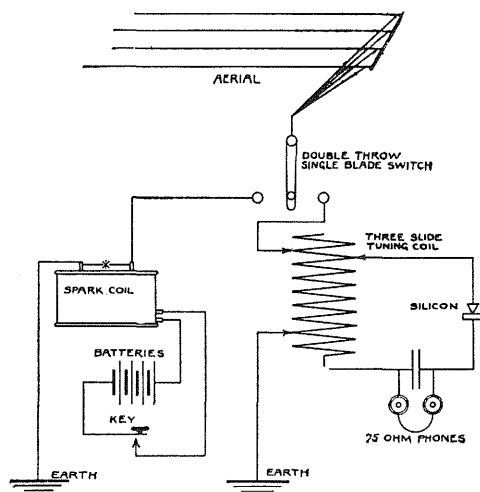 AERIAL
DOUBLE THROW
SINGLE BLADE SWITCH
THREE SLIDE
TUNING COIL
SPARK COIL
SILICON
BATTERIES
KEY
75 OHM PHONES
EARTH
EARTH